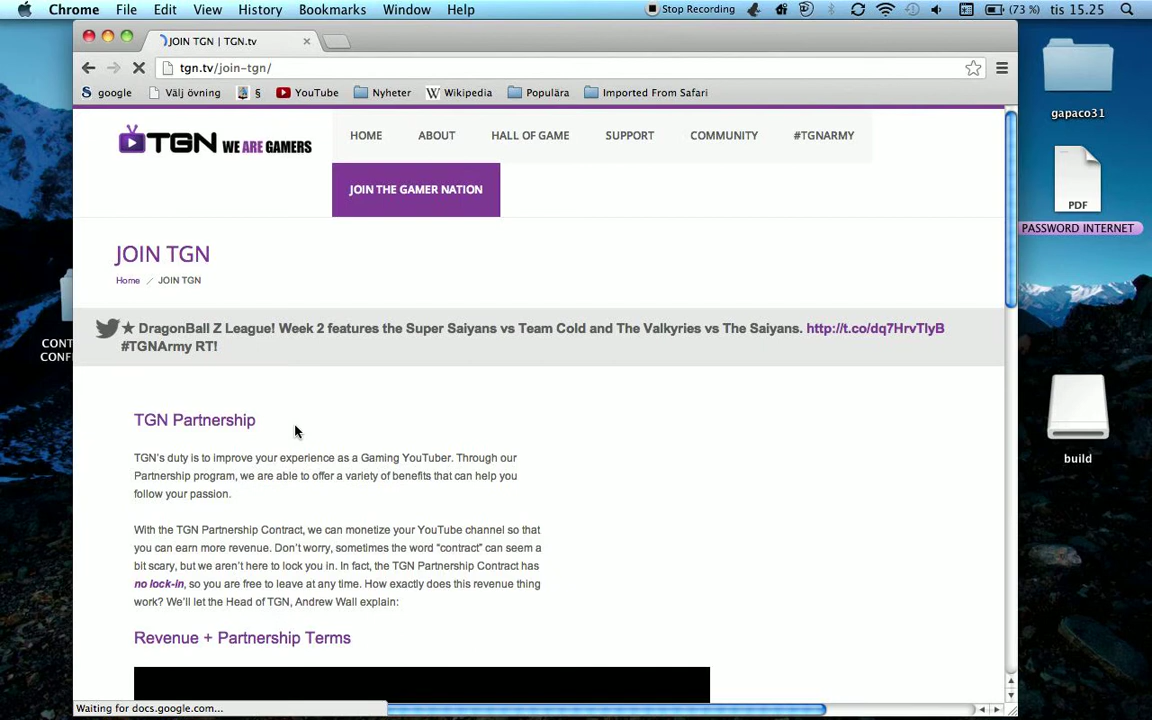 Chrome File Edit View History Bookmarks Window Help Stop Recording (73 %) tis 15.25
JOIN TGN | TGN.tv
tgn.tv/join-tgn/
google Välj övning § YouTube Nyheter Wikipedia Populära Imported From Safari
TGN WE ARE GAMERS
HOME ABOUT HALL OF GAME SUPPORT COMMUNITY #TGNARMY
JOIN THE GAMER NATION
JOIN TGN
Home / JOIN TGN
★ DragonBall Z League! Week 2 features the Super Saiyans vs Team Cold and The Valkyries vs The Saiyans. http://t.co/dq7HrvTlyB
#TGNArmy RT!
TGN Partnership
TGN's duty is to improve your experience as a Gaming YouTuber. Through our
Partnership program, we are able to offer a variety of benefits that can help you
follow your passion.
With the TGN Partnership Contract, we can monetize your YouTube channel so that
you can earn more revenue. Don't worry, sometimes the word "contract" can seem a
bit scary, but we aren't here to lock you in. In fact, the TGN Partnership Contract has
no lock-in, so you are free to leave at any time. How exactly does this revenue thing
work? We'll let the Head of TGN, Andrew Wall explain:
Revenue + Partnership Terms
Waiting for docs.google.com...
gapaco31
PDF
PASSWORD INTERNET
build
CONT
CONF